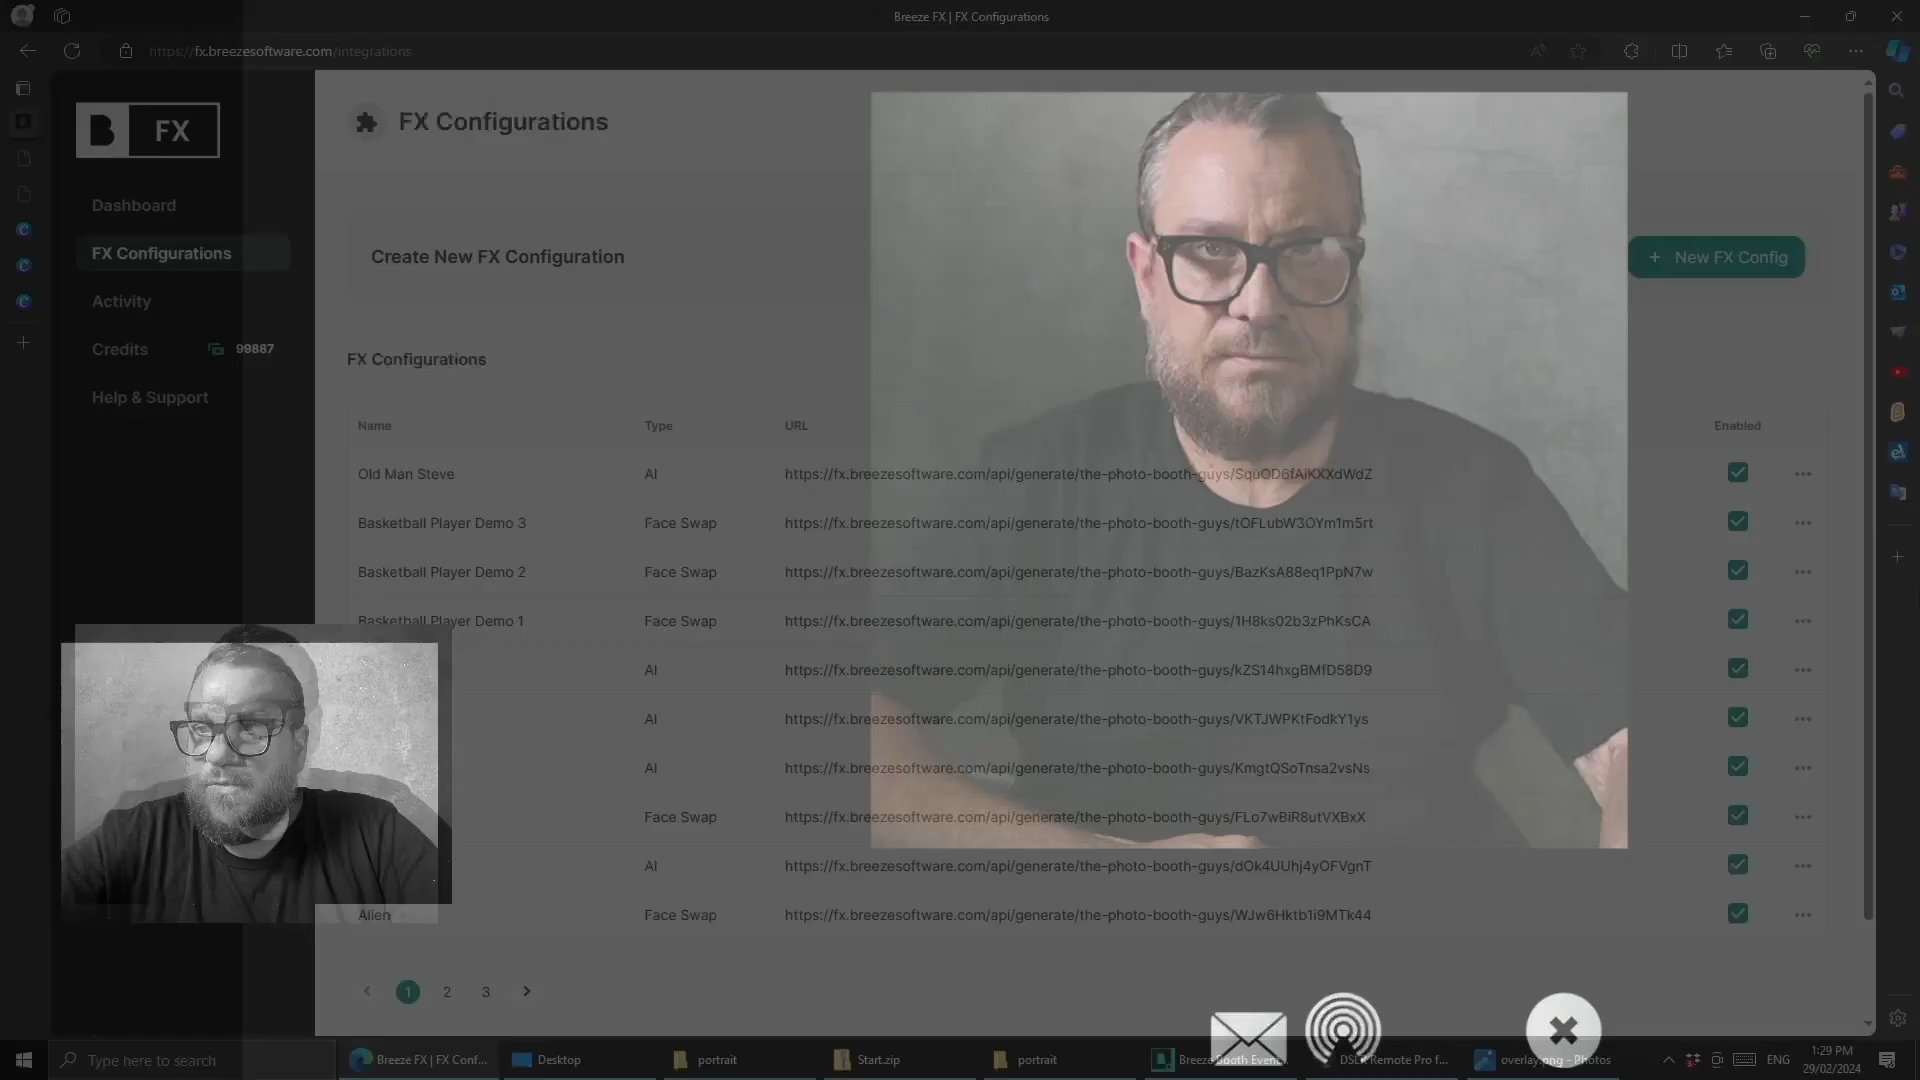 Breeze FX | FX Configurations
https://fx.breezesoftware.com/integrations
B FX
FX Configurations
Dashboard
FX Configurations
Create New FX Configuration
+ New FX Config
Activity
Credits 99887
FX Configurations
Help & Support
Name Type URL Enabled
Old Man Steve AI https://fx.breezesoftware.com/api/generate/the-photo-booth-guys/SquOD6fAiKXXdWdZ
Basketball Player Demo 3 Face Swap https://fx.breezesoftware.com/api/generate/the-photo-booth-guys/tOFLubW3OYm1m5rt
Basketball Player Demo 2 Face Swap https://fx.breezesoftware.com/api/generate/the-photo-booth-guys/BazKsA88eq1PpN7w
Basketball Player Demo 1 Face Swap https://fx.breezesoftware.com/api/generate/the-photo-booth-guys/1H8ks02b3zPhKsCA
AI https://fx.breezesoftware.com/api/generate/the-photo-booth-guys/kZS14hxgBMfD58D9
AI https://fx.breezesoftware.com/api/generate/the-photo-booth-guys/VKTJWPKtFodkY1ys
AI https://fx.breezesoftware.com/api/generate/the-photo-booth-guys/KmgtQSoTnsa2vsNs
Face Swap https://fx.breezesoftware.com/api/generate/the-photo-booth-guys/FLo7wBiR8utVXBxX
AI https://fx.breezesoftware.com/api/generate/the-photo-booth-guys/dOk4UUhj4yOFVgnT
Alien Face Swap https://fx.breezesoftware.com/api/generate/the-photo-booth-guys/WJw6Hktb1i9MTk44
1 2 3
Type here to search
Breeze FX | FX Conf...
Desktop
portrait
Start.zip
portrait
Breeze Booth Event...
DSLR Remote Pro f...
overlay.png - Photos
ENG
1:29 PM
29/02/2024